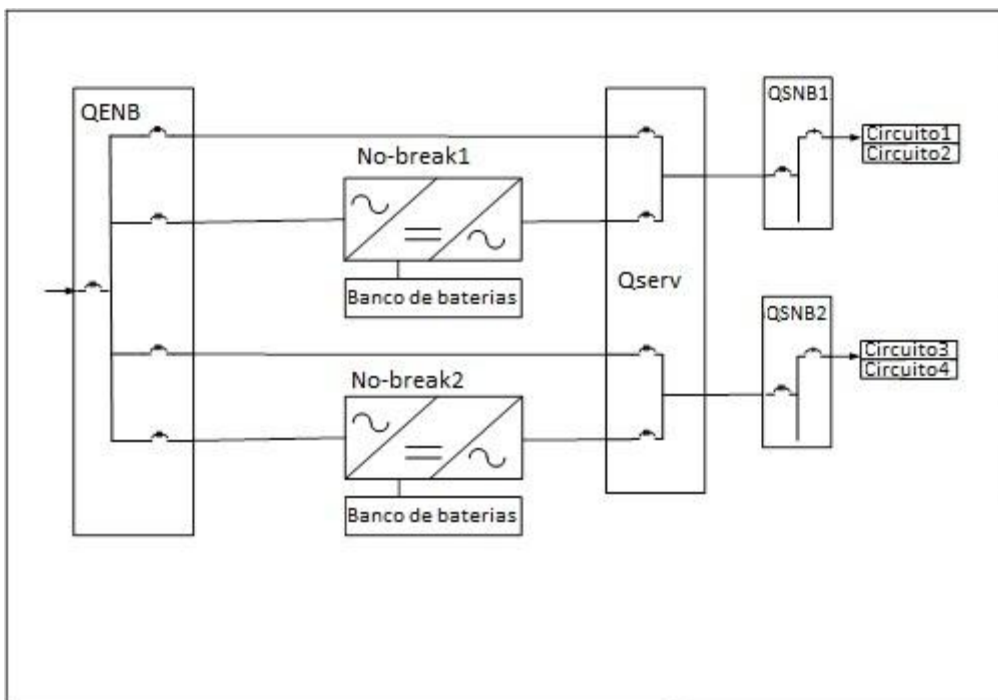 QENB
No-break1
Banco de baterias
No-break2
Banco de baterias
Qserv
QSNB1
Circuito1
Circuito2
QSNB2
Circuito3
Circuito4